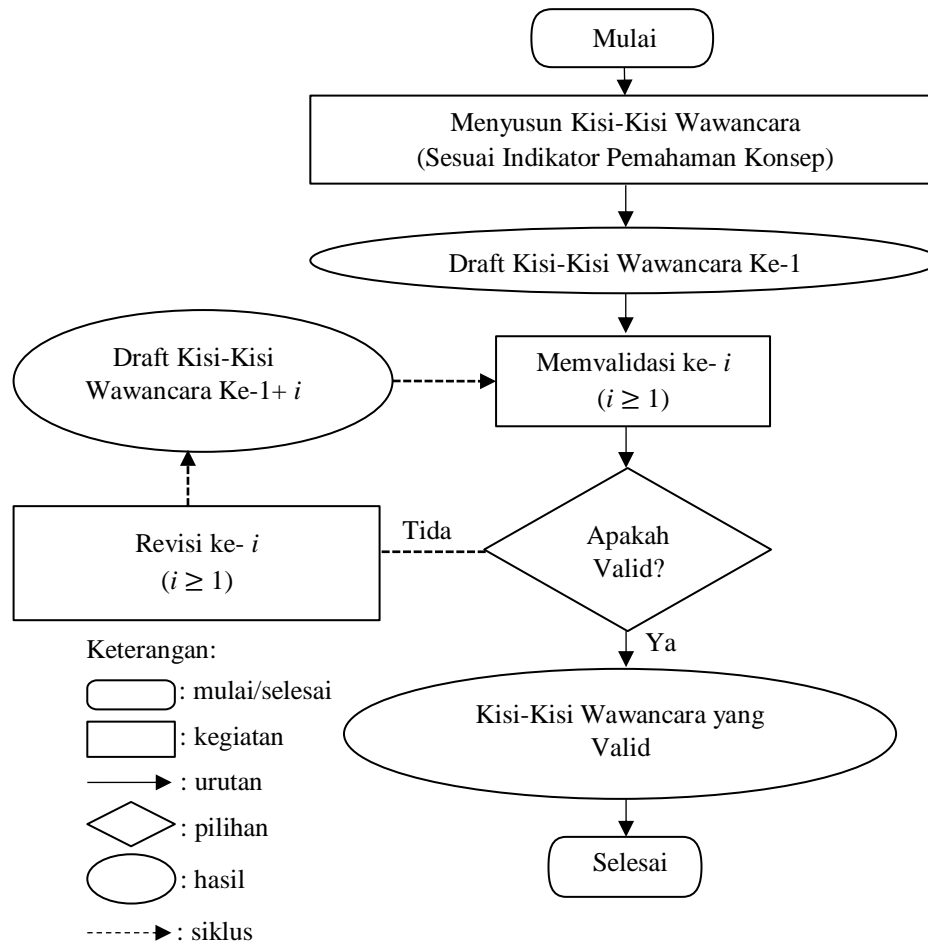 Mulai
Menyusun Kisi-Kisi Wawancara
(Sesuai Indikator Pemahaman Konsep)
Draft Kisi-Kisi Wawancara Ke-1
Draft Kisi-Kisi
Wawancara Ke-1+ i
Memvalidasi ke- i
(i ≥ 1)
Revisi ke- i
(i ≥ 1)
Tida
Apakah
Valid?
Ya
Kisi-Kisi Wawancara yang
Valid
Selesai
Keterangan:
: mulai/selesai
: kegiatan
: urutan
: pilihan
: hasil
: siklus